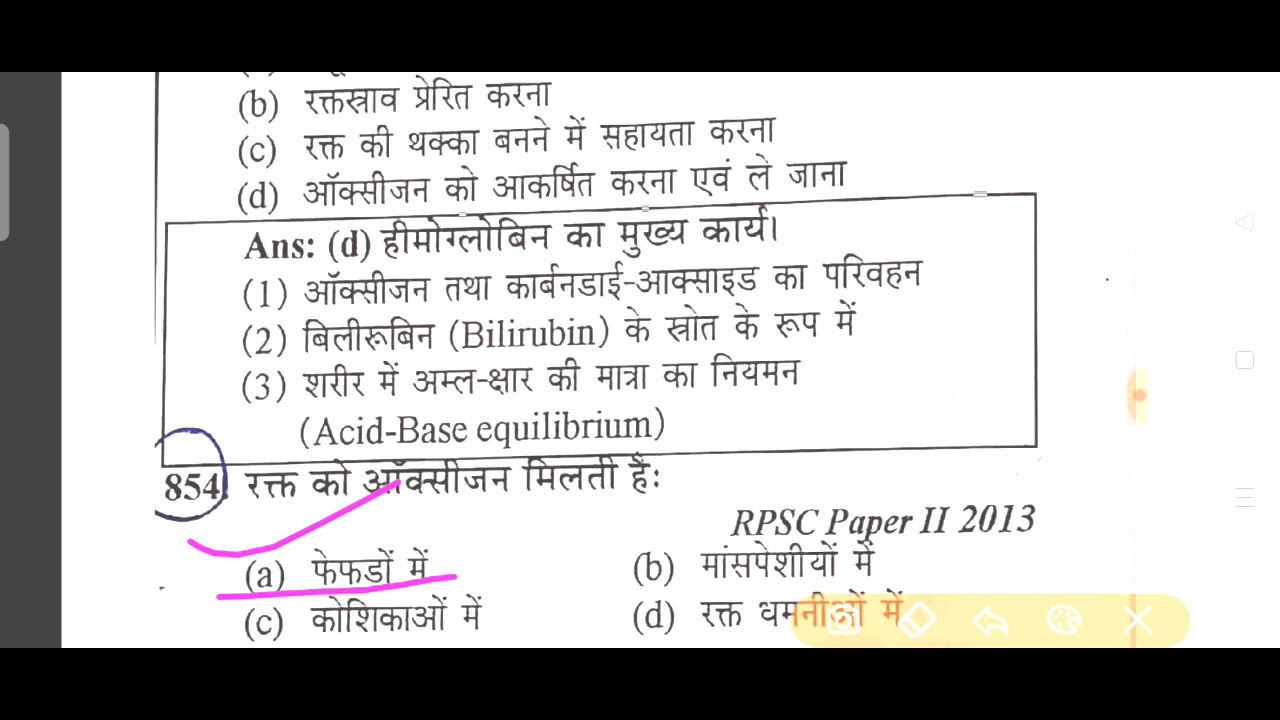 (b) रक्तस्राव प्रेरित करना
(c) रक्त की थक्का बनने में सहायता करना
(d) ऑक्सीजन को आकर्षित करना एवं ले जाना
Ans: (d) हीमोग्लोबिन का मुख्य कार्य।
(1) ऑक्सीजन तथा कार्बनडाई-आक्साइड का परिवहन
(2) बिलीरूबिन (Bilirubin) के स्रोत के रूप में
(3) शरीर में अम्ल-क्षार की मात्रा का नियमन
(Acid-Base equilibrium)
854. रक्त को ऑक्सीजन मिलती हैः
RPSC Paper II 2013
(a) फेफडों में (b) मांसपेशीयों में
(c) कोशिकाओं में (d) रक्त धमनीओं में